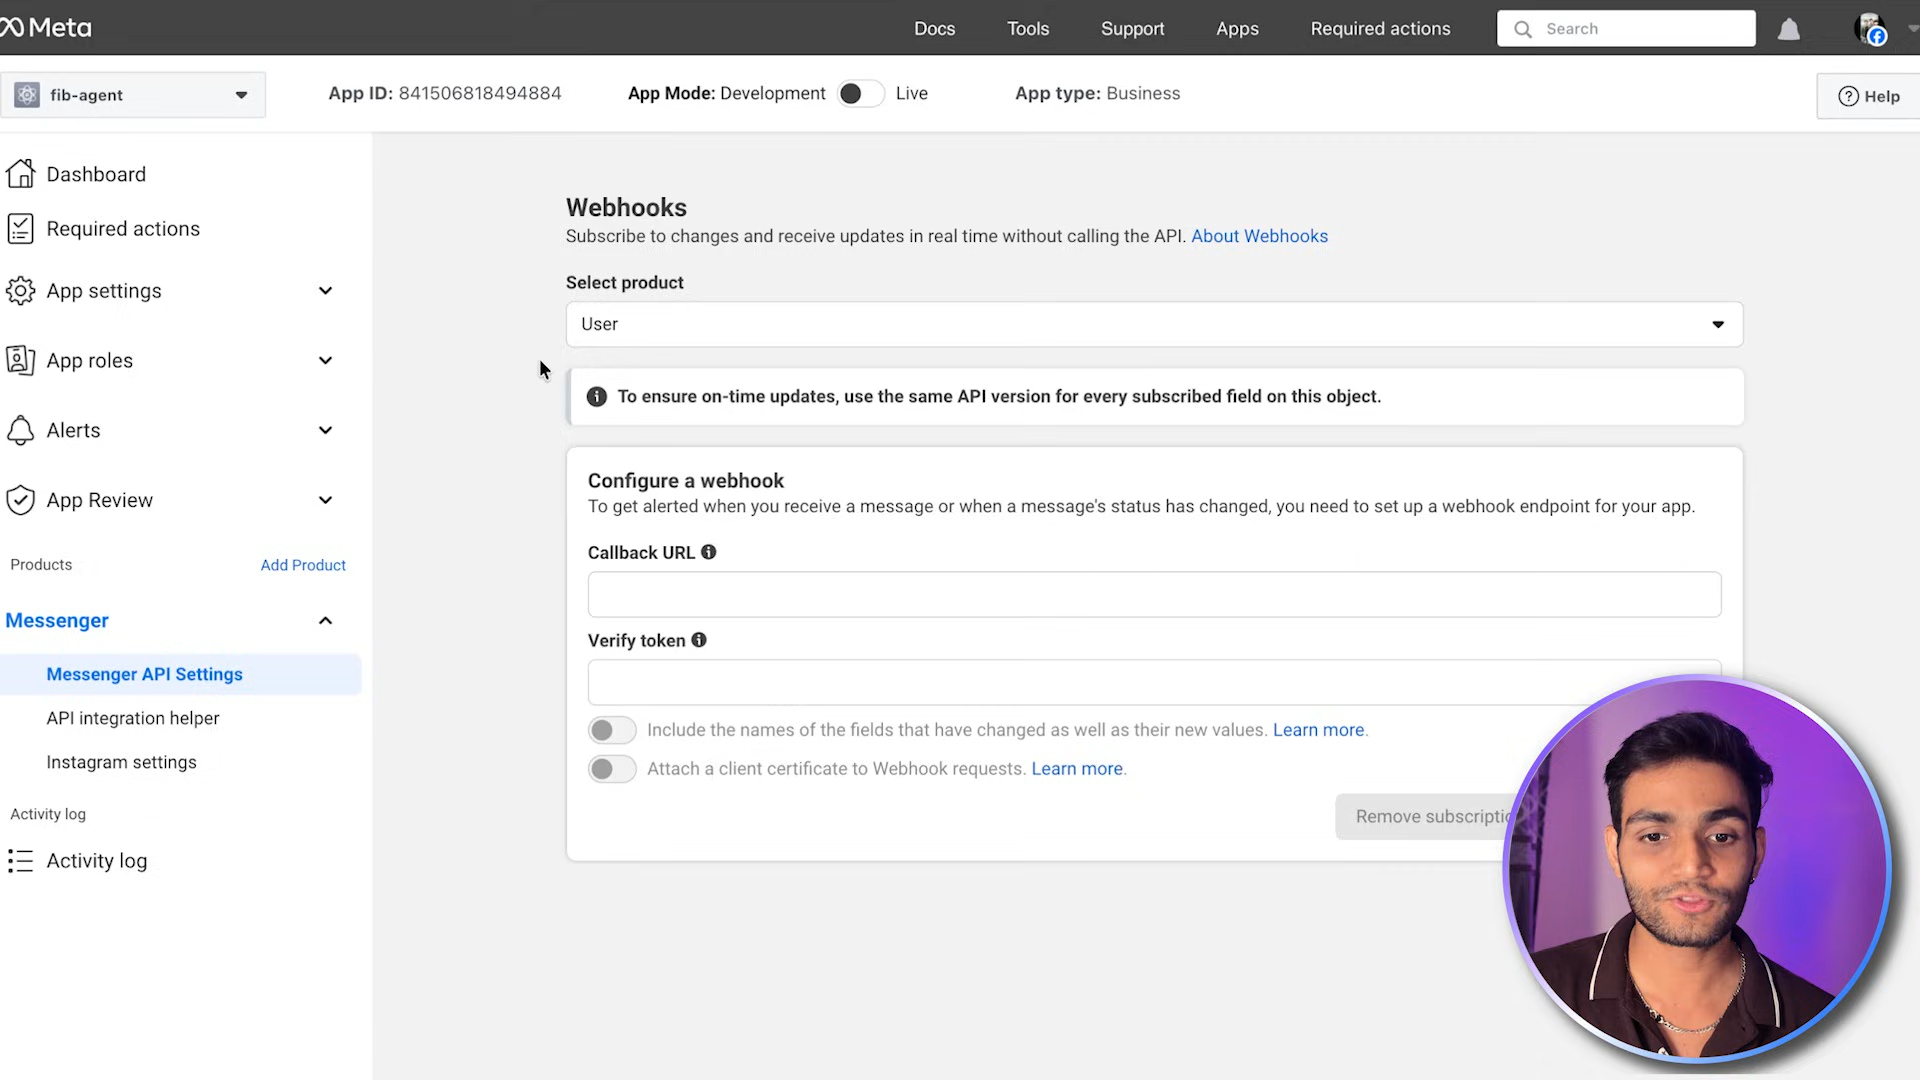 Meta
Docs
Tools
Support
Apps
Required actions
Search
fib-agent
App ID: 841506818494884
App Mode: Development
Live
App type: Business
Help
Dashboard
Required actions
App settings
App roles
Alerts
App Review
Products
Add Product
Messenger
Messenger API Settings
API integration helper
Instagram settings
Activity log
Activity log
Webhooks
Subscribe to changes and receive updates in real time without calling the API. About Webhooks
Select product
User
To ensure on-time updates, use the same API version for every subscribed field on this object.
Configure a webhook
To get alerted when you receive a message or when a message's status has changed, you need to set up a webhook endpoint for your app.
Callback URL
Verify token
Include the names of the fields that have changed as well as their new values. Learn more.
Attach a client certificate to Webhook requests. Learn more.
Remove subscriptio